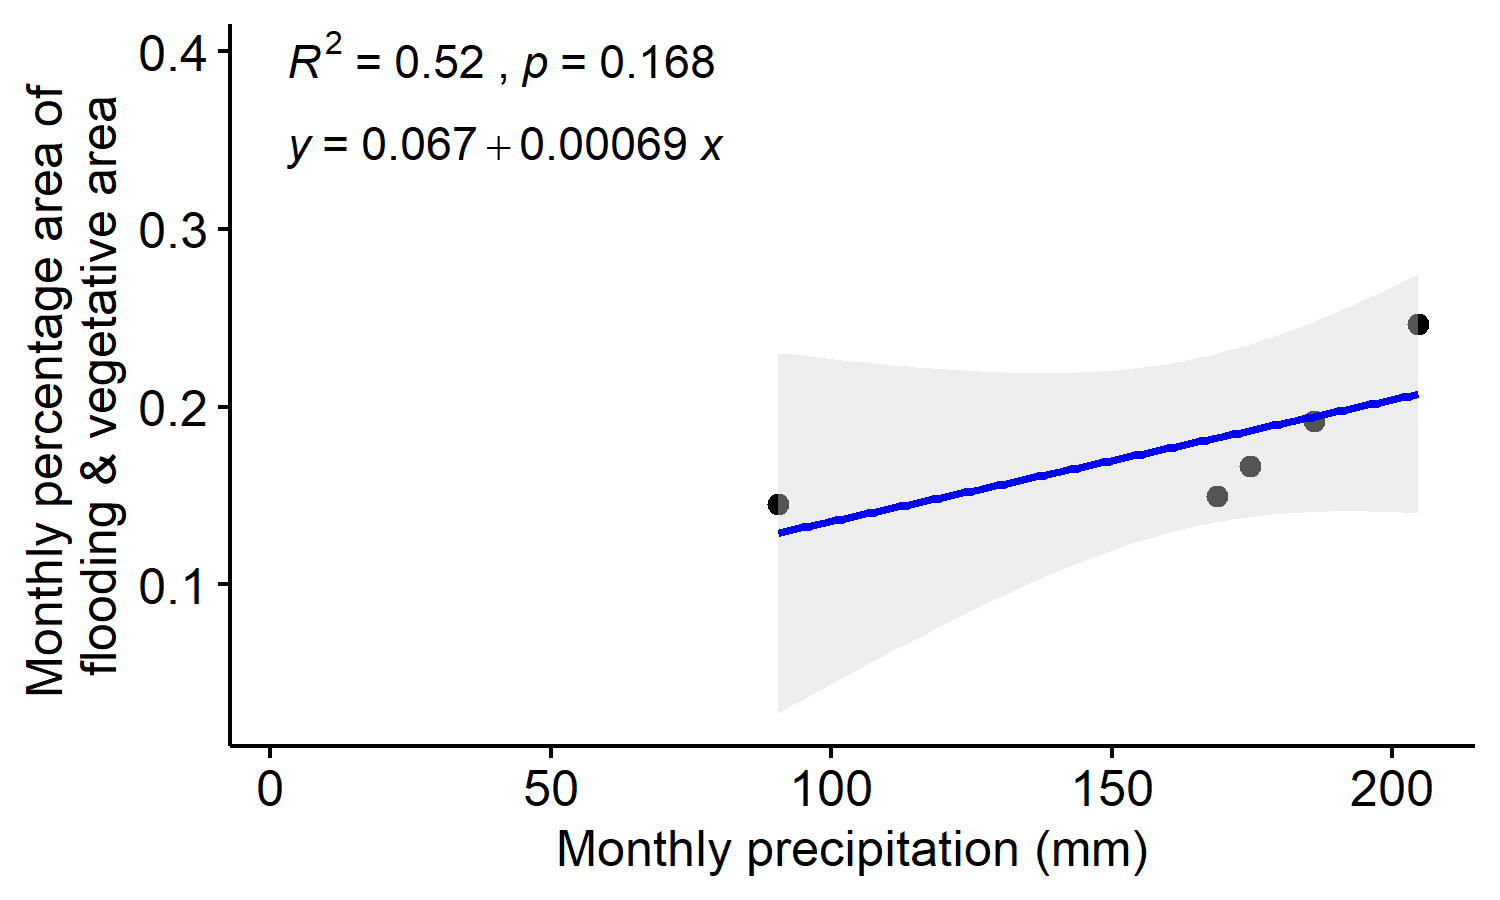 R² = 0.52 , p = 0.168
y = 0.067 + 0.00069 x
Monthly percentage area of
flooding & vegetative area
0.4
0.3
0.2
0.1
0
50
100
150
200
Monthly precipitation (mm)